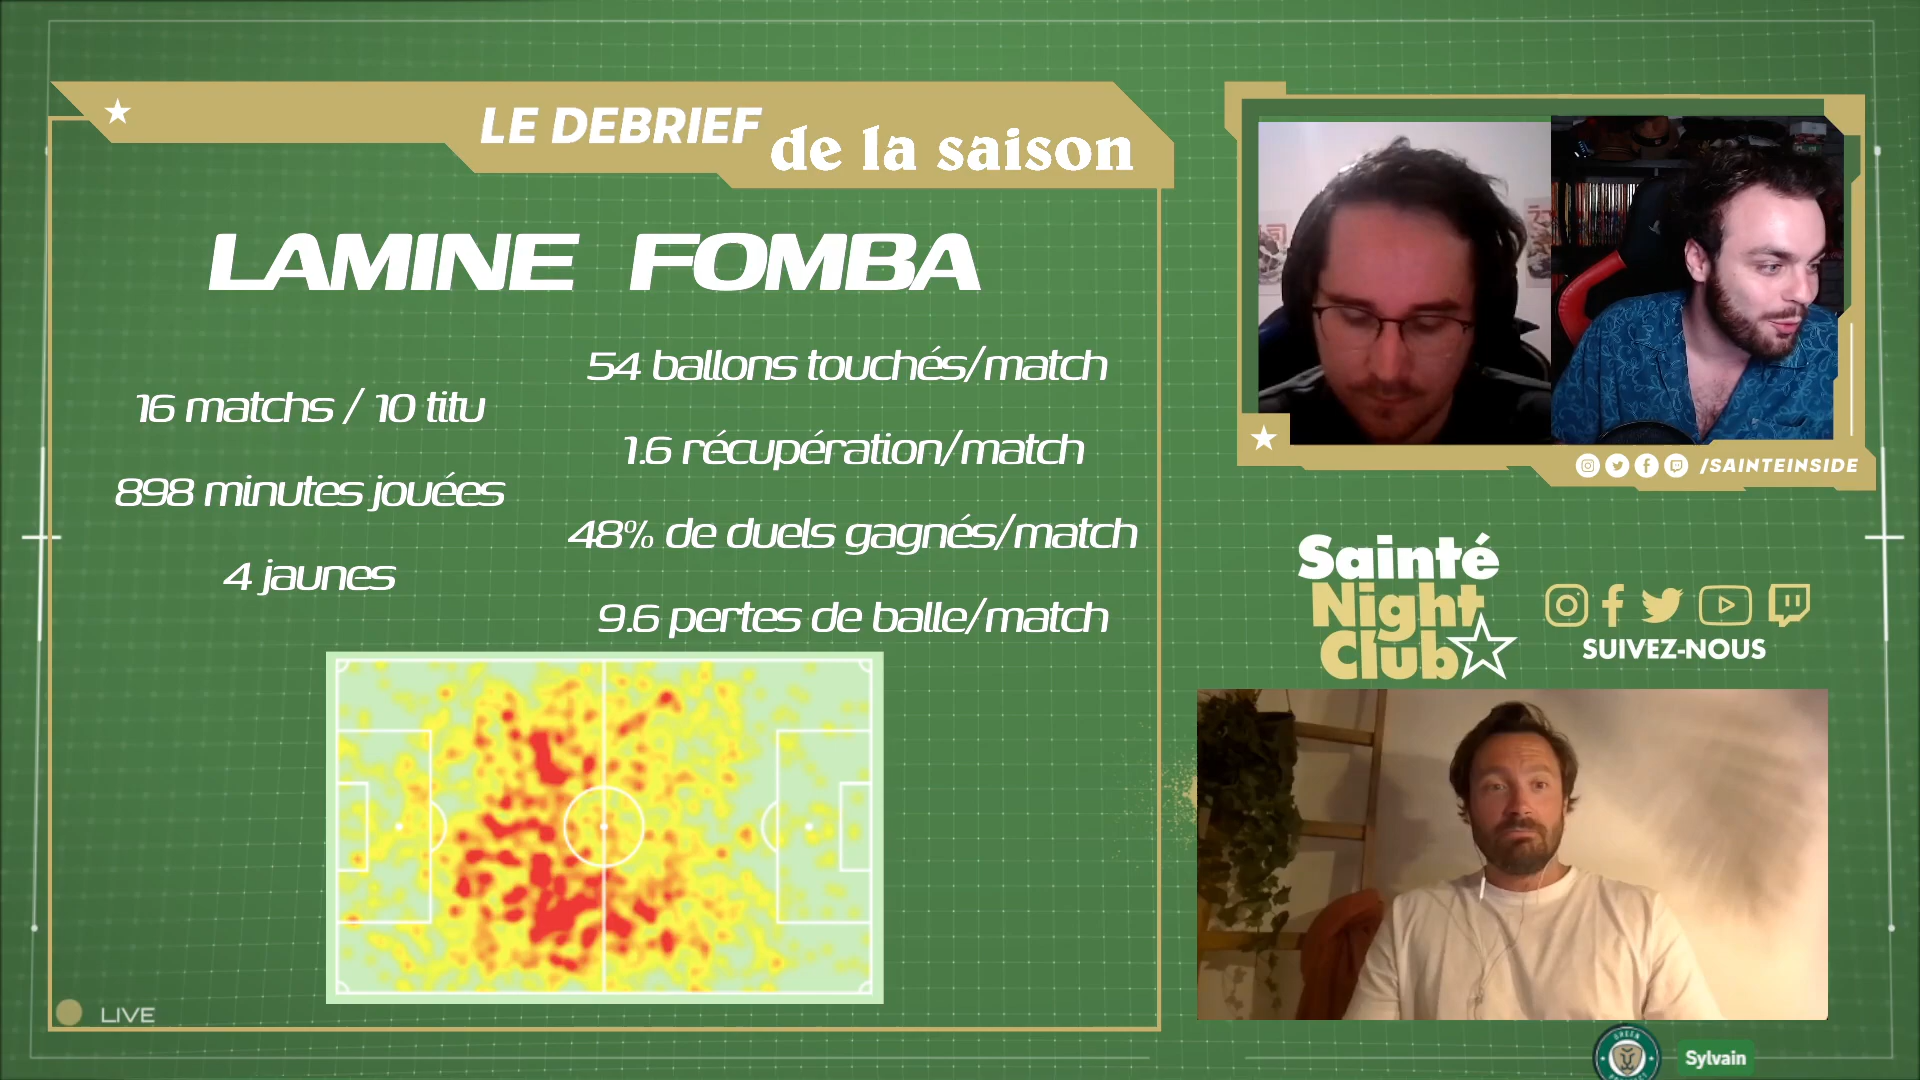 LE DEBRIEF de la saison
LAMINE FOMBA
16 matchs / 10 titu
898 minutes jouées
4 jaunes
54 ballons touchés/match
1.6 récupération/match
48% de duels gagnés/match
9.6 pertes de balle/match
LIVE
/SAINTEINSIDE
Sainté
Night
Club
SUIVEZ-NOUS
GREEN
Sylvain